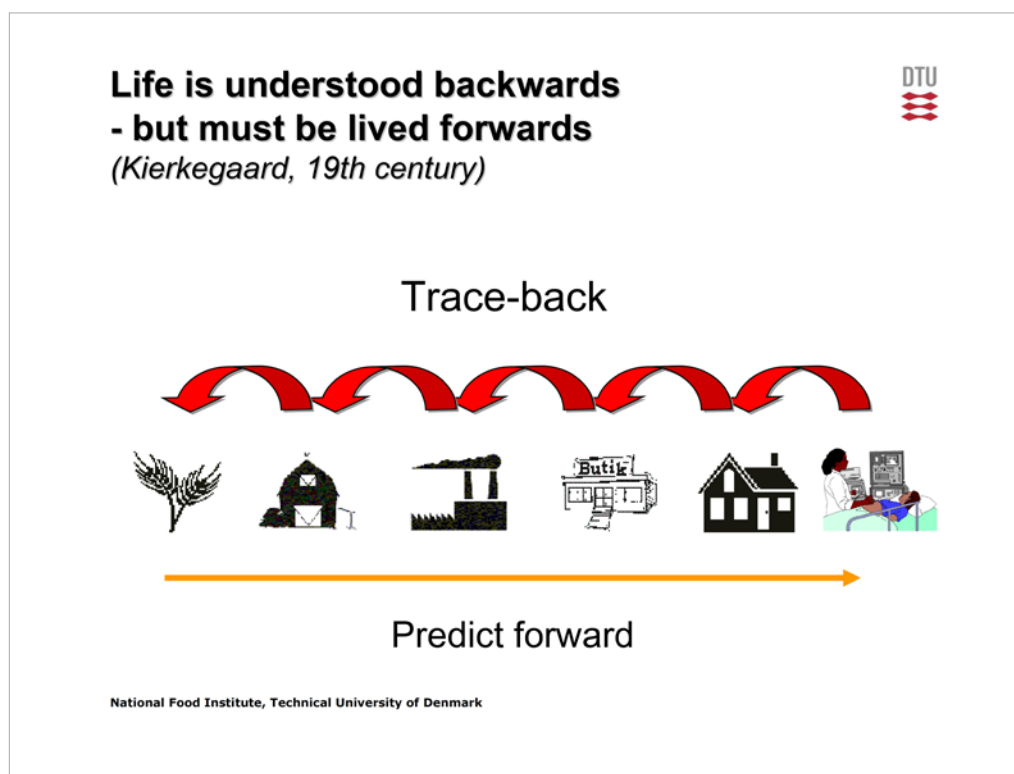 Life is understood backwards
- but must be lived forwards
(Kierkegaard, 19th century)
DTU
Trace-back
Butik
Predict forward
National Food Institute, Technical University of Denmark